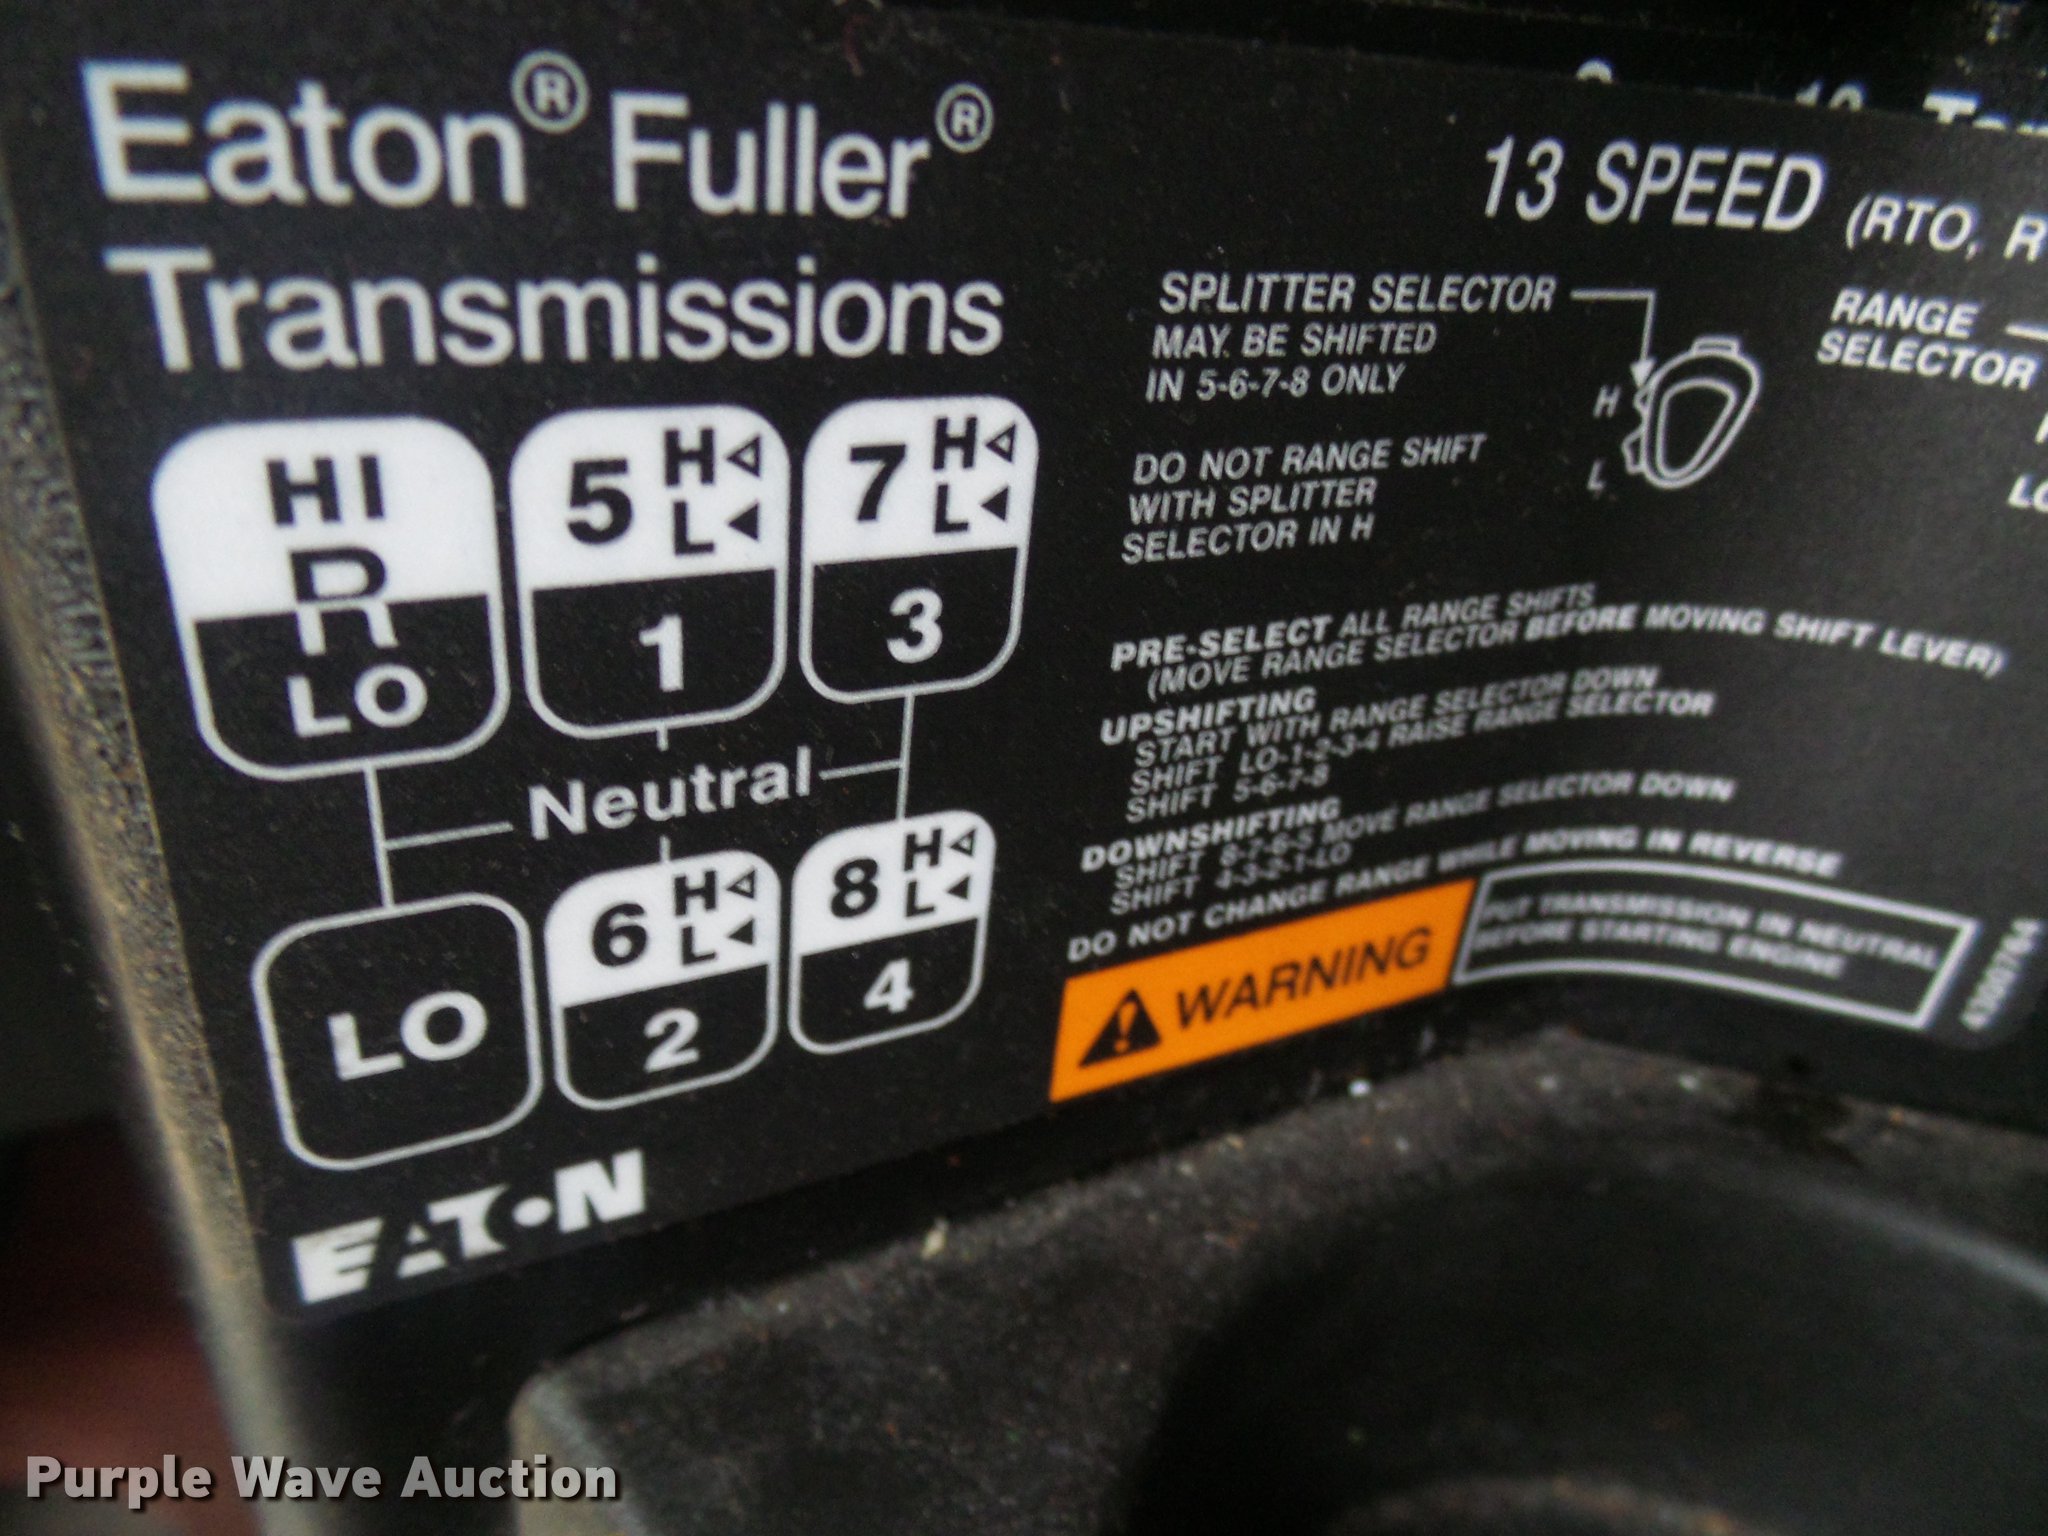 Eaton® Fuller®
Transmissions
HI
R
LO
5 H L
1
7 H L
3
Neutral
LO
6 H L
2
8 H L
4
EATON
13 SPEED (RTO, R
SPLITTER SELECTOR
MAY BE SHIFTED
IN 5-6-7-8 ONLY
H
L
RANGE
SELECTOR
DO NOT RANGE SHIFT
WITH SPLITTER
SELECTOR IN H
PRE-SELECT ALL RANGE SHIFTS
(MOVE RANGE SELECTOR BEFORE MOVING SHIFT LEVER)
UPSHIFTING
START WITH RANGE SELECTOR DOWN
SHIFT LO-1-2-3-4 RAISE RANGE SELECTOR
SHIFT 5-6-7-8
DOWNSHIFTING
SHIFT 8-7-6-5 MOVE RANGE SELECTOR DOWN
SHIFT 4-3-2-1-LO
DO NOT CHANGE RANGE WHILE MOVING IN REVERSE
WARNING
PUT TRANSMISSION IN NEUTRAL
BEFORE STARTING ENGINE
4300764
Purple Wave Auction